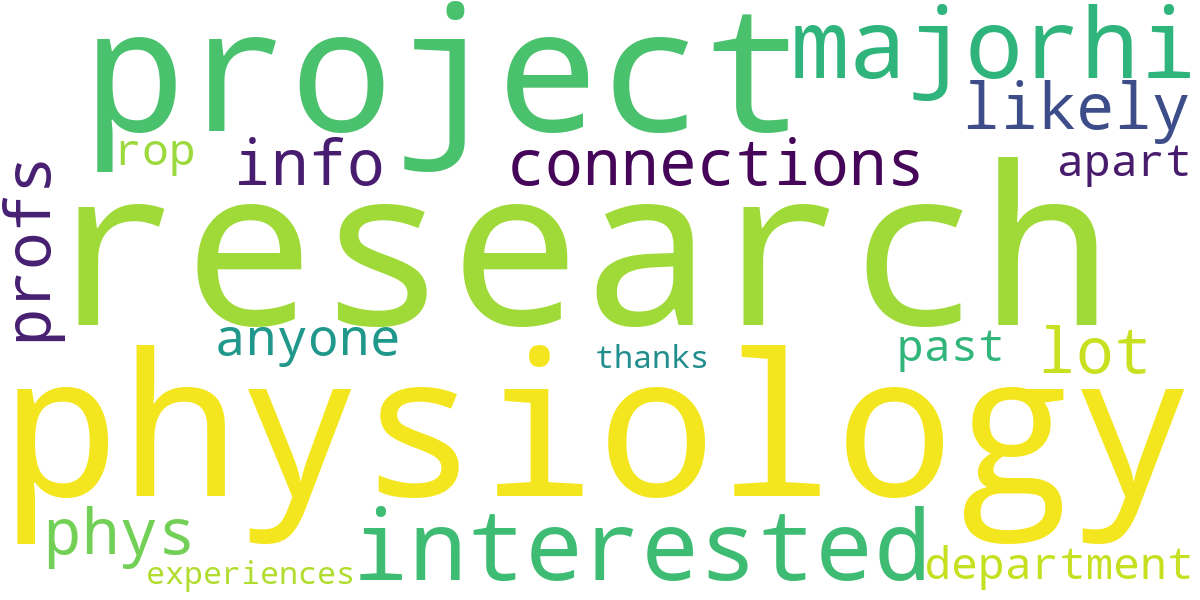 project
majorhi
likely
rop
info
connections
apart
profs
research
anyone
thanks
past
lot
physiology
phys
interested
department
experiences